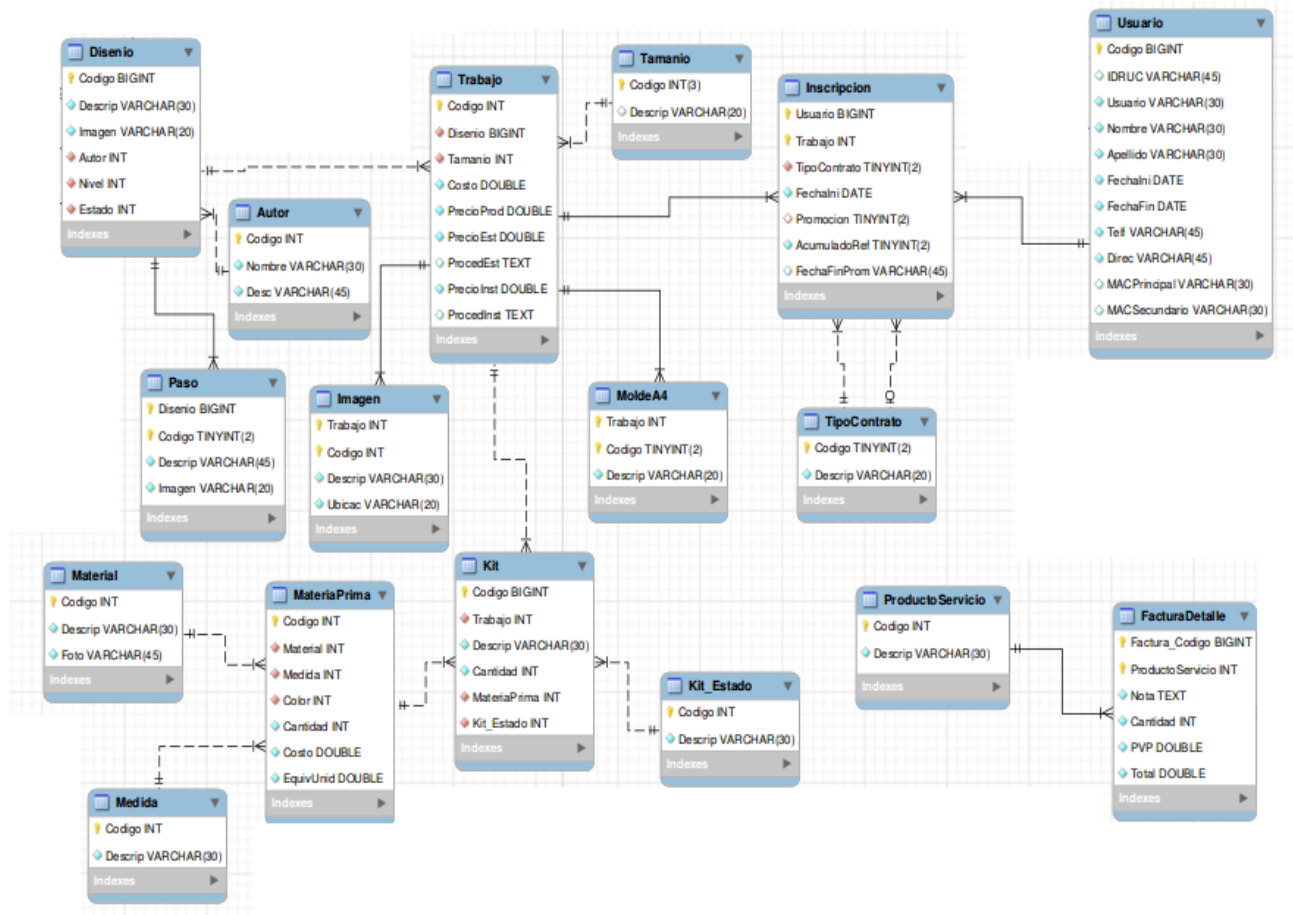 Disenio
Codigo BIGINT
Descrip VARCHAR(30)
Imagen VARCHAR(20)
Autor INT
Nivel INT
Estado INT
Indexes
Autor
Codigo INT
Nombre VARCHAR(30)
Desc VARCHAR(45)
Indexes
Trabajo
Codigo INT
Disenio BIGINT
Tamanio INT
Costo DOUBLE
PrecioProd DOUBLE
PrecioEst DOUBLE
ProcedEst TEXT
PrecioInst DOUBLE
ProcedInst TEXT
Indexes
Tamanio
Codigo INT(3)
Descrip VARCHAR(20)
Indexes
Inscripcion
Usuario BIGINT
Trabajo INT
TipoContrato TINYINT(2)
FechaIni DATE
Promocion TINYINT(2)
AcumuladoRef TINYINT(2)
FechaFinProm VARCHAR(45)
Indexes
Usuario
Codigo BIGINT
IDRUC VARCHAR(45)
Usuario VARCHAR(30)
Nombre VARCHAR(30)
Apellido VARCHAR(30)
FechaIni DATE
FechaFin DATE
Telf VARCHAR(45)
Direc VARCHAR(45)
MACPrincipal VARCHAR(30)
MACSecundario VARCHAR(30)
Indexes
Paso
Disenio BIGINT
Codigo TINYINT(2)
Descrip VARCHAR(45)
Imagen VARCHAR(20)
Indexes
Imagen
Trabajo INT
Codigo INT
Descrip VARCHAR(30)
Ubicac VARCHAR(20)
Indexes
MoldeA4
Trabajo INT
Codigo TINYINT(2)
Descrip VARCHAR(20)
Indexes
TipoContrato
Codigo TINYINT(2)
Descrip VARCHAR(20)
Indexes
Material
Codigo INT
Descrip VARCHAR(30)
Foto VARCHAR(45)
Indexes
MateriaPrima
Codigo INT
Material INT
Medida INT
Color INT
Cantidad INT
Costo DOUBLE
EquivUnid DOUBLE
Indexes
Kit
Codigo BIGINT
Trabajo INT
Descrip VARCHAR(30)
Cantidad INT
MateriaPrima INT
Kit_Estado INT
Indexes
Kit_Estado
Codigo INT
Descrip VARCHAR(30)
Indexes
ProductoServicio
Codigo INT
Descrip VARCHAR(30)
Indexes
FacturaDetalle
Factura_Codigo BIGINT
ProductoServicio INT
Nota TEXT
Cantidad INT
PVP DOUBLE
Total DOUBLE
Indexes
Medida
Codigo INT
Descrip VARCHAR(30)
Indexes